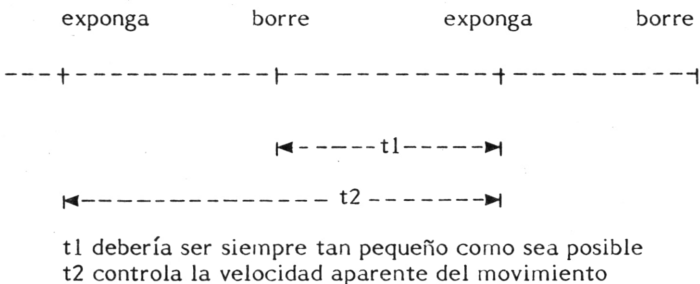 exponga borre exponga borre
t1
t2
t1 debería ser siempre tan pequeño como sea posible
t2 controla la velocidad aparente del movimiento